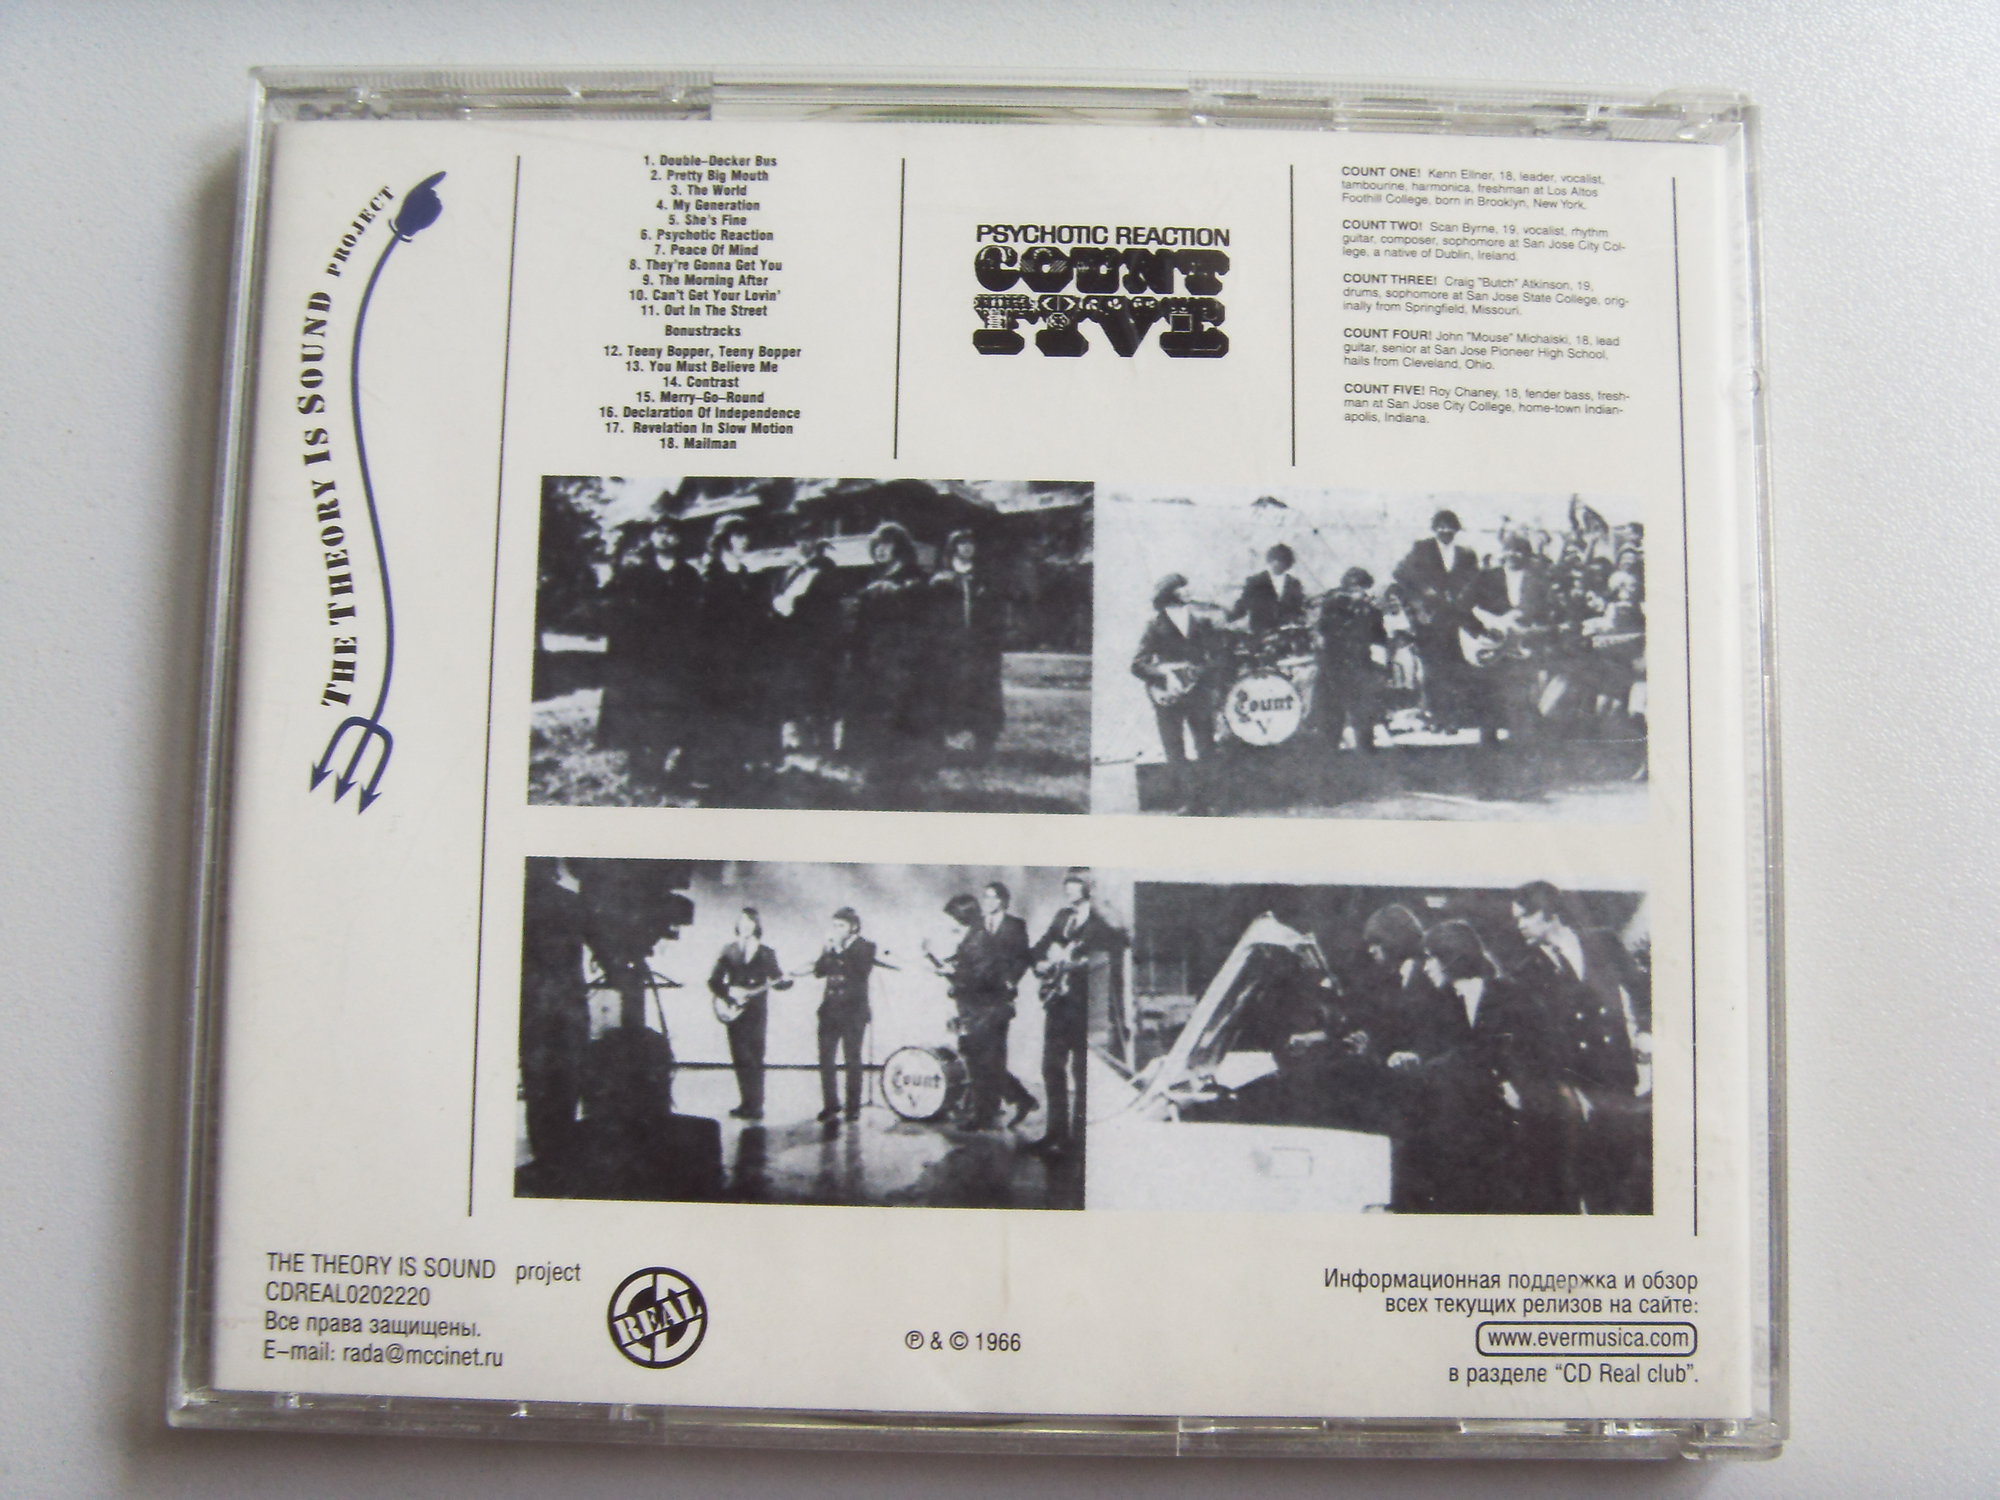 THE THEORY IS SOUND PROJECT
1. Double-Decker Bus
2. Pretty Big Mouth
3. The World
4. My Generation
5. She's Fine
6. Psychotic Reaction
7. Peace Of Mind
8. They're Gonna Get You
9. The Morning After
10. Can't Get Your Lovin'
11. Out In The Street
Bonustracks
12. Teeny Bopper, Teeny Bopper
13. You Must Believe Me
14. Contrast
15. Merry-Go-Round
16. Declaration Of Independence
17. Revelation In Slow Motion
18. Mailman
PSYCHOTIC REACTION
COUNT
FIVE
COUNT ONE! Kenn Ellner, 18, leader, vocalist,
tambourine, harmonica, freshman at Los Altos
Foothill College, born in Brooklyn, New York.
COUNT TWO! Scan Byrne, 19, vocalist, rhythm
guitar, composer, sophomore at San Jose City Col-
lege, a native of Dublin, Ireland.
COUNT THREE! Craig "Butch" Atkinson, 19,
drums, sophomore at San Jose State College, orig-
inally from Springfield, Missouri.
COUNT FOUR! John "Mouse" Michalski, 18, lead
guitar, senior at San Jose Pioneer High School,
hails from Cleveland, Ohio.
COUNT FIVE! Roy Chaney, 18, fender bass, fresh-
man at San Jose City College, home-town Indian-
apolis, Indiana.
Count
V
Count
V
THE THEORY IS SOUND project
CDREAL0202220
Все права защищены.
E-mail: rada@mccinet.ru
REAL
℗ & © 1966
Информационная поддержка и обзор
всех текущих релизов на сайте:
www.evermusica.com
в разделе "CD Real club".